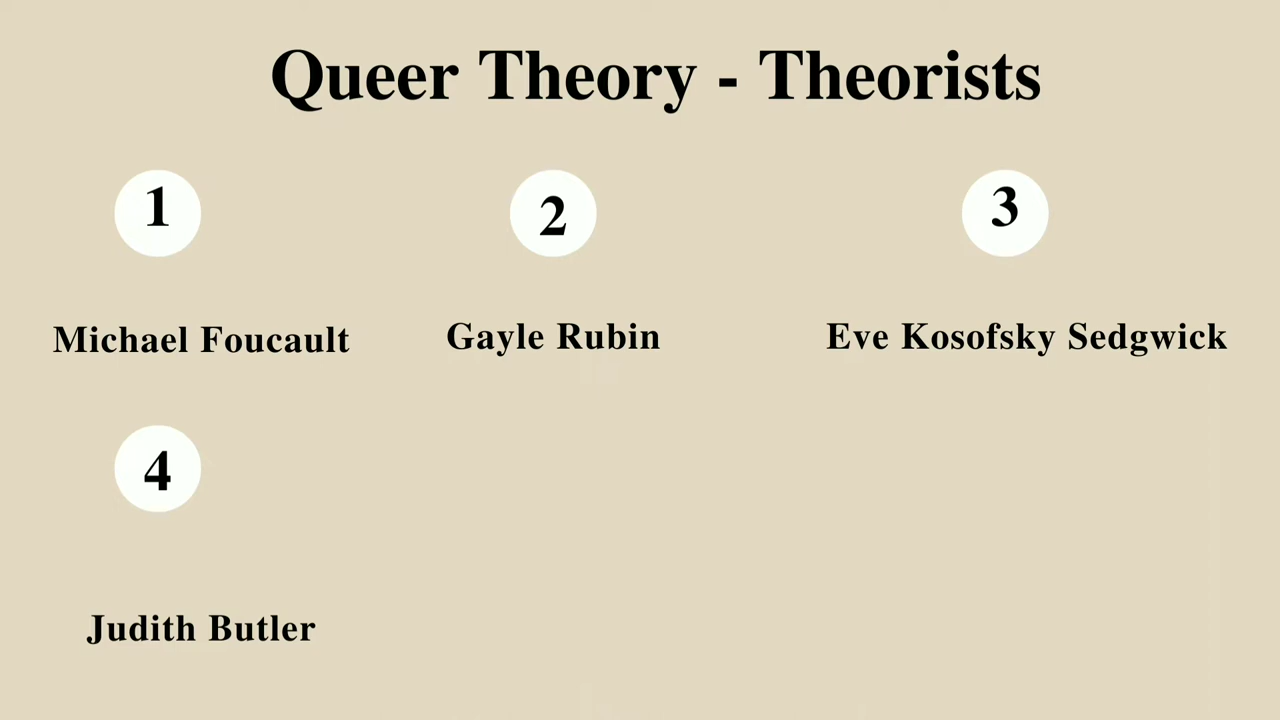 Queer Theory - Theorists
1
2
3
Michael Foucault
Gayle Rubin
Eve Kosofsky Sedgwick
4
Judith Butler